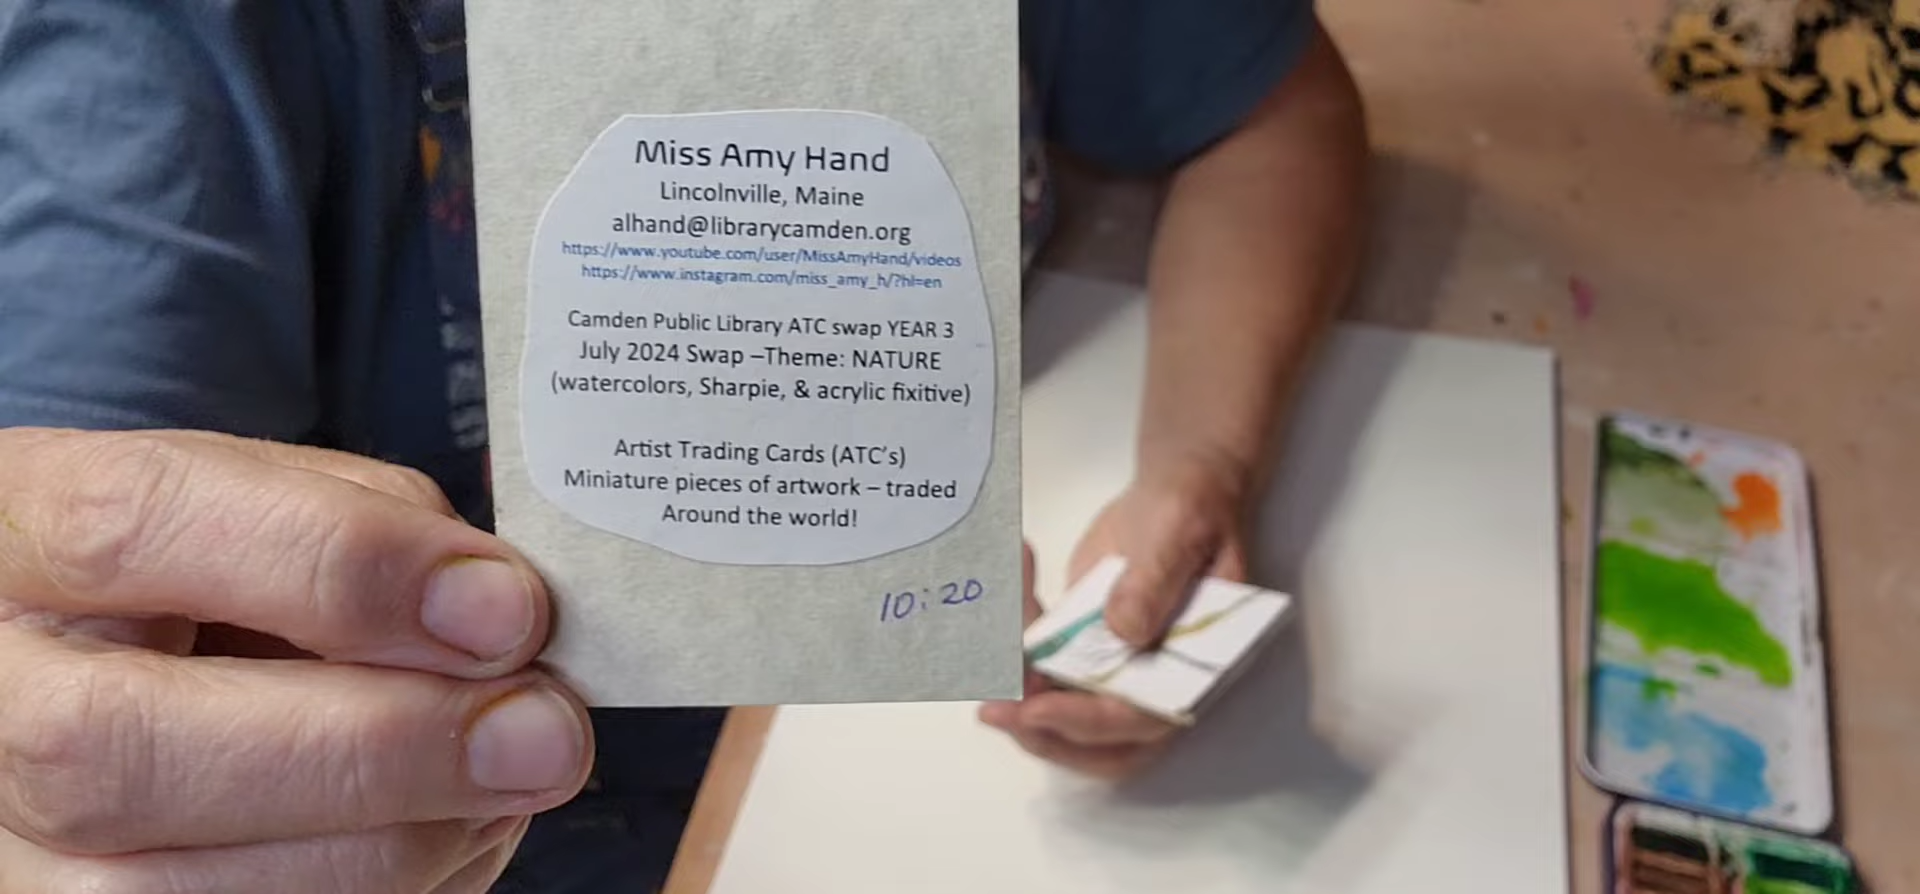 Miss Amy Hand
Lincolnville, Maine
alhand@librarycamden.org
https://www.youtube.com/user/MissAmyHand/videos
https://www.instagram.com/miss_amy_h/?hl=en
Camden Public Library ATC swap YEAR 3
July 2024 Swap –Theme: NATURE
(watercolors, Sharpie, & acrylic fixitive)
Artist Trading Cards (ATC's)
Miniature pieces of artwork – traded
Around the world!
10:20